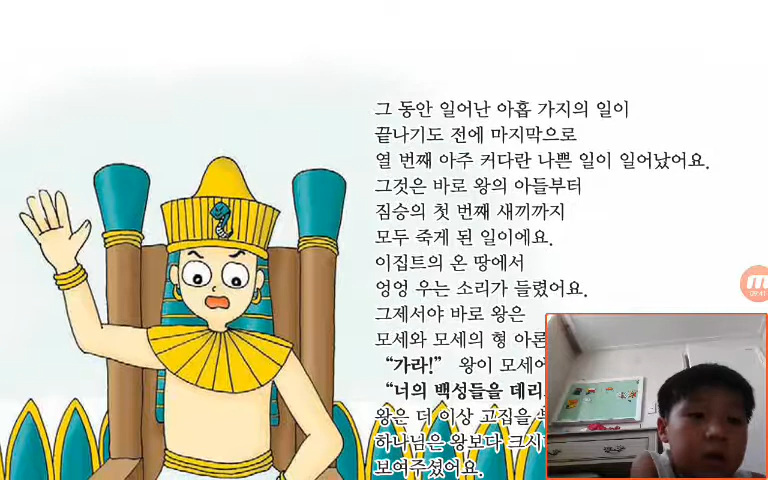 그 동안 일어난 아홉 가지의 일이
끝나기도 전에 마지막으로
열 번째 아주 커다란 나쁜 일이 일어났어요.
그것은 바로 왕의 아들부터
짐승의 첫 번째 새끼까지
모두 죽게 된 일이에요.
이집트의 온 땅에서
엉엉 우는 소리가 들렸어요.
그제서야 바로 왕은
모세와 모세의 형 아론
“가라!” 왕이 모세에
“너의 백성들을 데리
왕은 더 이상 고집을
하나님은 왕보다 크시
보여주셨어요.